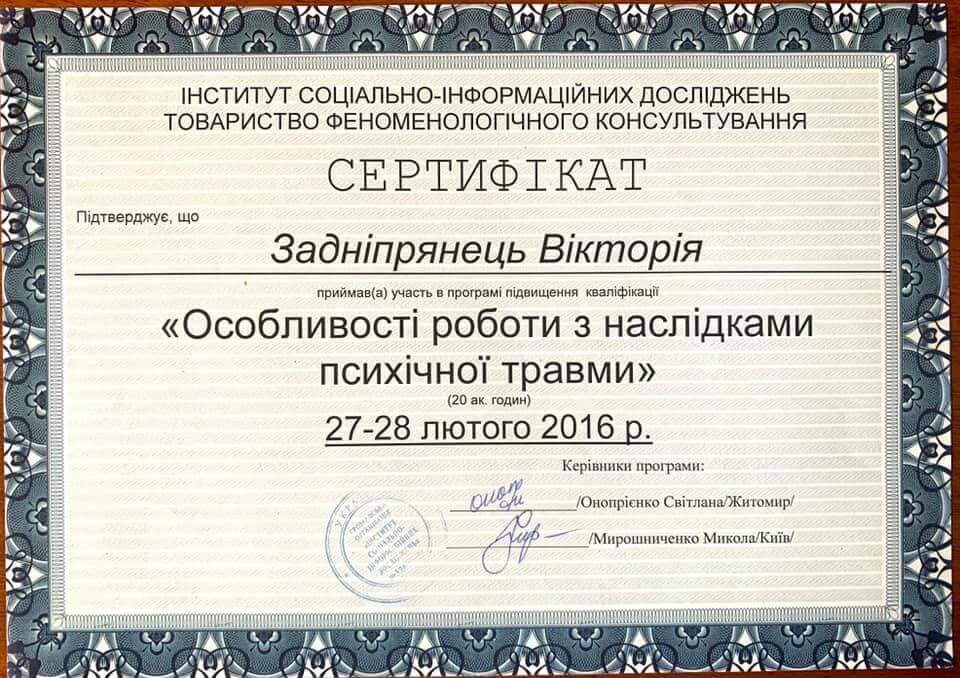 ІНСТИТУТ СОЦІАЛЬНО-ІНФОРМАЦІЙНИХ ДОСЛІДЖЕНЬ
ТОВАРИСТВО ФЕНОМЕНОЛОГІЧНОГО КОНСУЛЬТУВАННЯ
СЕРТИФІКАТ
Підтверджує, що
Задніпрянець Вікторія
приймав(а) участь в програмі підвищення кваліфікації
«Особливості роботи з наслідками
психічної травми»
(20 ак. годин)
27-28 лютого 2016 р.
Керівники програми:
/Онопрієнко Світлана/Житомир/
/Мирошниченко Микола/Київ/